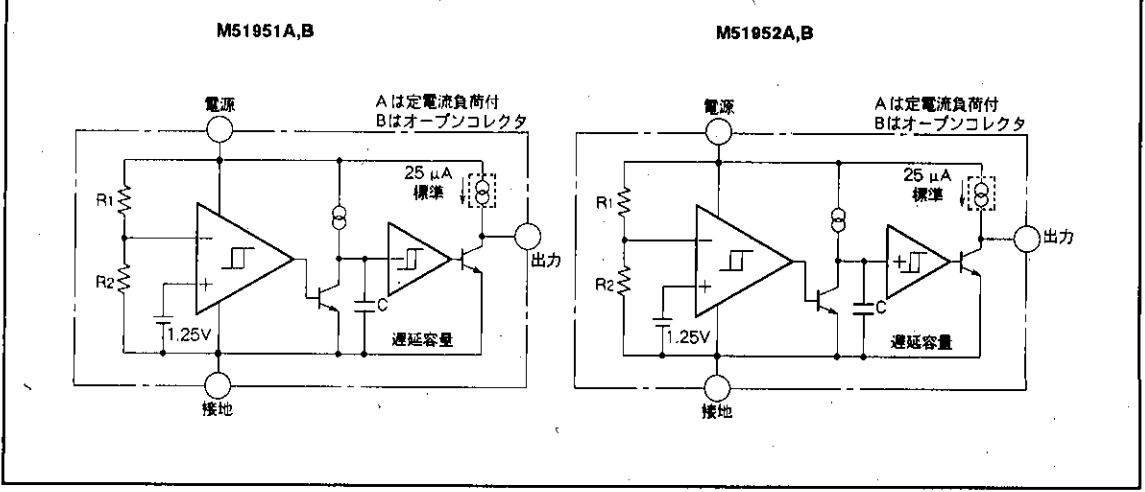 M51951A,B
電源
Aは定電流負荷付
Bはオープンコレクタ
25 μA
標準
R1
R2
−
+
1.25V
−
C
遅延容量
出力
接地
M51952A,B
電源
Aは定電流負荷付
Bはオープンコレクタ
25 μA
標準
R1
R2
−
+
1.25V
+
C
遅延容量
出力
接地